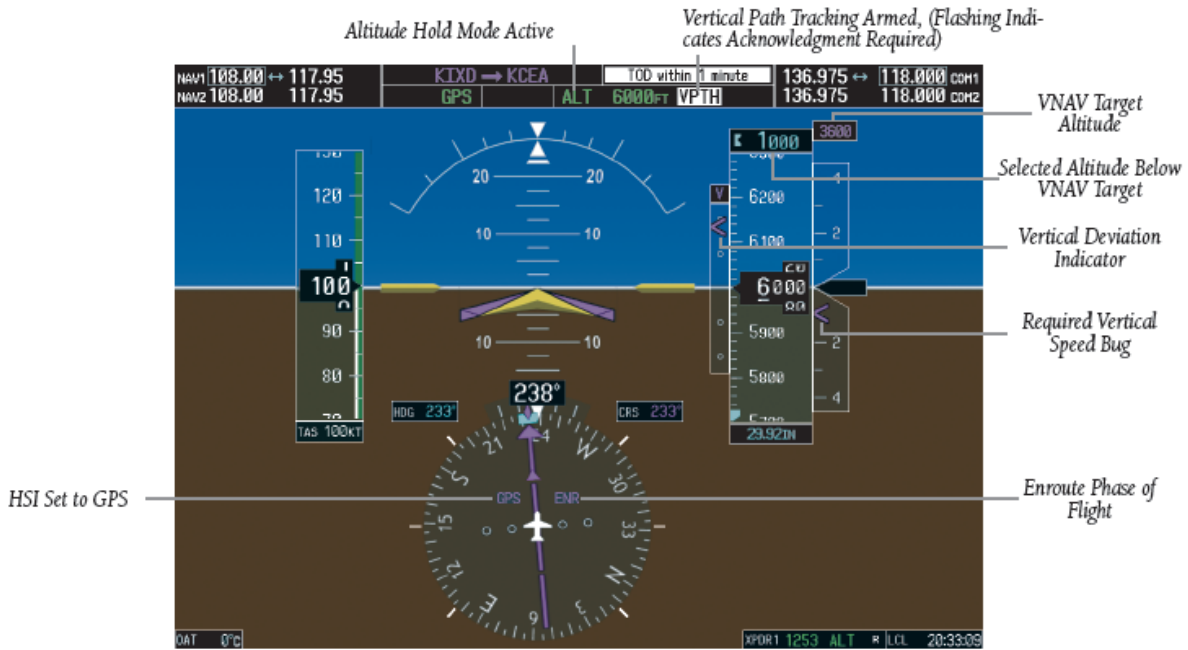 Altitude Hold Mode Active
Vertical Path Tracking Armed, (Flashing Indi-
cates Acknowledgment Required)
NAV1 108.00 ↔ 117.95
NAV2 108.00 117.95
KIXD → KCEA
TOD within 1 minute
GPS ALT 6000FT VPTH
136.975 ↔ 118.000 COM1
136.975 118.000 COM2
VNAV Target
Altitude
Selected Altitude Below
VNAV Target
Vertical Deviation
Indicator
Required Vertical
Speed Bug
120
110
100
90
80
TAS 100KT
20 20
10 10
10 10
V
1000
3600
6200
6100
6000
5900
5800
29.92IN
4
2
2
4
238°
HDG 233°
CRS 233°
21
24
W
30
33
N
3
6
E
12
15
S
GPS ENR
HSI Set to GPS
Enroute Phase of
Flight
OAT 0°C
XPDR1 1253 ALT R LCL 20:33:09